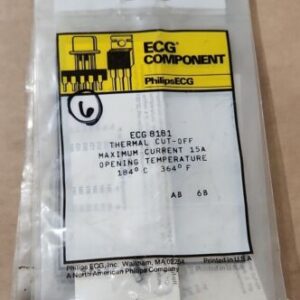 ECG®
COMPONENT
PhilipsECG
6
ECG 8181
THERMAL CUT-OFF
MAXIMUM CURRENT 15A
OPENING TEMPERATURE
184° C 364° F
AB 6B
Philips ECG, Inc. Waltham, MA 02254 Printed in U.S.A
A North American Philips Company